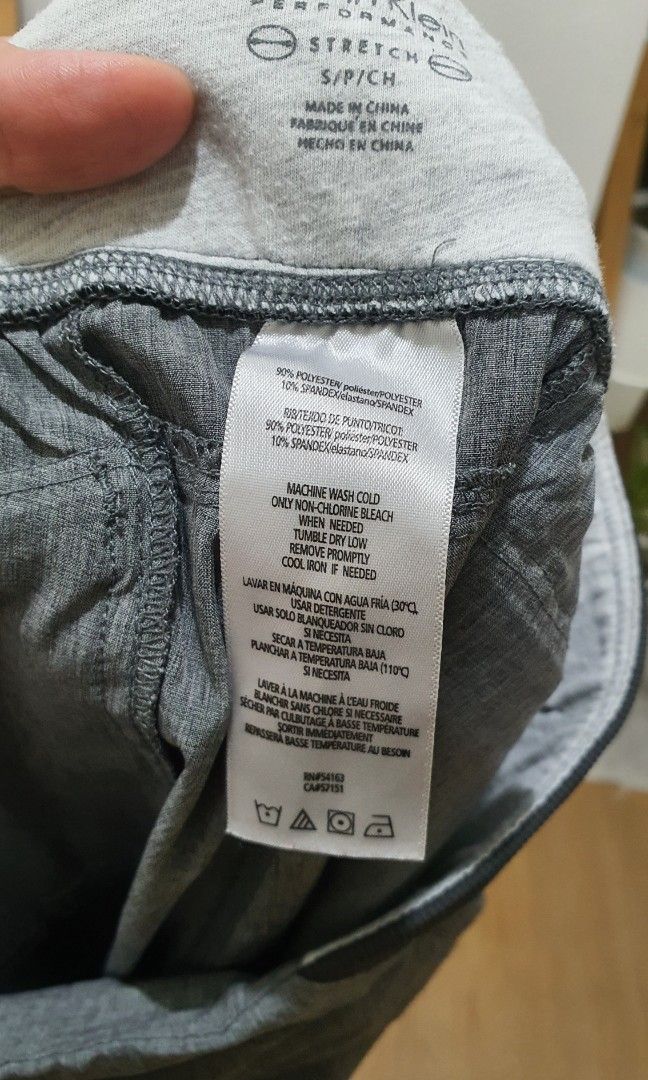 PERFORMANCE
STRETCH
S/P/CH
MADE IN CHINA
FABRIQUÉ EN CHINE
HECHO EN CHINA
90% POLYESTER/ poliéster/POLYESTER
10% SPANDEX/elastano/SPANDEX
RIB/TEJIDO DE PUNTO/TRICOT:
90% POLYESTER/ poliéster/POLYESTER
10% SPANDEX/elastano/SPANDEX
MACHINE WASH COLD
ONLY NON-CHLORINE BLEACH
WHEN NEEDED
TUMBLE DRY LOW
REMOVE PROMPTLY
COOL IRON IF NEEDED
LAVAR EN MÁQUINA CON AGUA FRÍA (30°C),
USAR DETERGENTE
USAR SOLO BLANQUEADOR SIN CLORO
SI NECESITA
SECAR A TEMPERATURA BAJA
PLANCHAR A TEMPERATURA BAJA (110°C)
SI NECESITA
LAVER À LA MACHINE À L'EAU FROIDE
BLANCHIR SANS CHLORE SI NECESSAIRE
SÉCHER PAR CULBUTAGE À BASSE TEMPÉRATURE
SORTIR IMMÉDIATEMENT
REPASSER À BASSE TEMPÉRATURE AU BESOIN
RN#54163
CA#57151